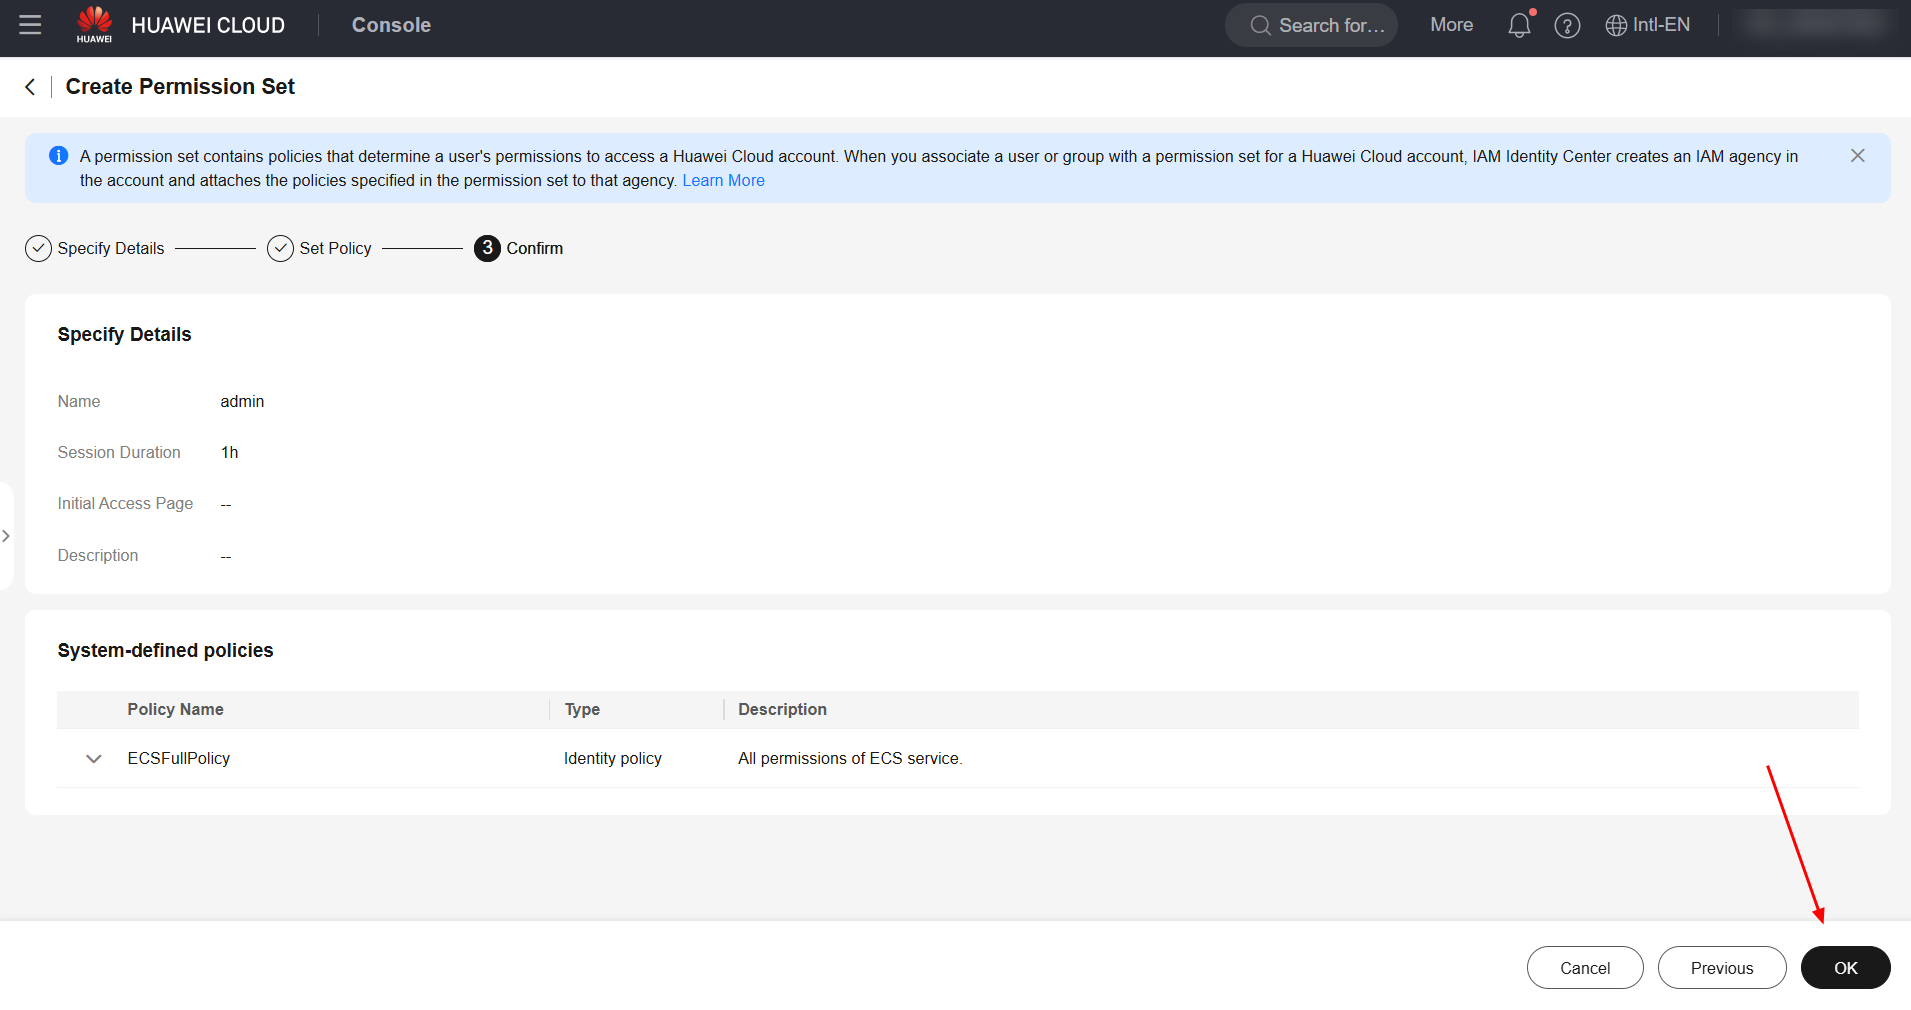 HUAWEI
HUAWEI CLOUD
Console
Search for...
More
Intl-EN
Create Permission Set
A permission set contains policies that determine a user's permissions to access a Huawei Cloud account. When you associate a user or group with a permission set for a Huawei Cloud account, IAM Identity Center creates an IAM agency in
the account and attaches the policies specified in the permission set to that agency. Learn More
Specify Details
Set Policy
3 Confirm
Specify Details
Name admin
Session Duration 1h
Initial Access Page --
Description --
System-defined policies
Policy Name Type Description
ECSFullPolicy Identity policy All permissions of ECS service.
Cancel Previous OK